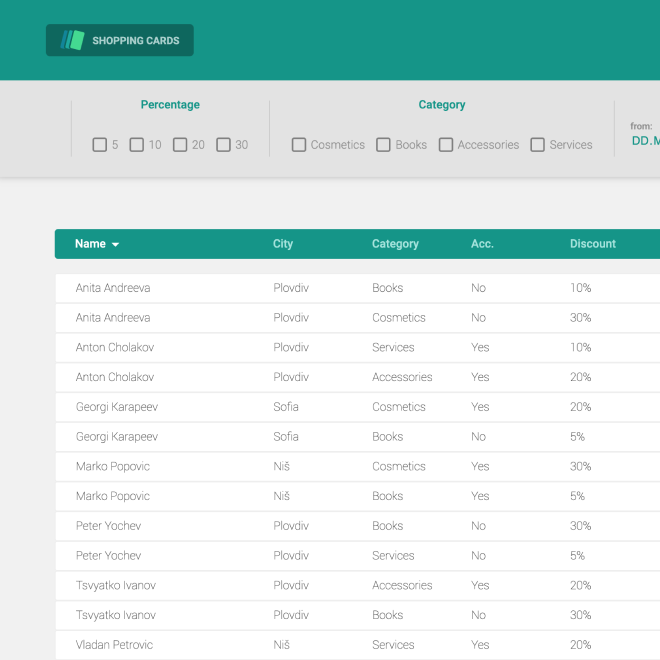 SHOPPING CARDS
Percentage
5 10 20 30
Category
Cosmetics Books Accessories Services
from:
DD.M
Name City Category Acc. Discount
Anita Andreeva Plovdiv Books No 10%
Anita Andreeva Plovdiv Cosmetics No 30%
Anton Cholakov Plovdiv Services Yes 10%
Anton Cholakov Plovdiv Accessories Yes 20%
Georgi Karapeev Sofia Cosmetics Yes 20%
Georgi Karapeev Sofia Books No 5%
Marko Popovic Niš Cosmetics Yes 30%
Marko Popovic Niš Books Yes 5%
Peter Yochev Plovdiv Books No 30%
Peter Yochev Plovdiv Services No 5%
Tsvyatko Ivanov Plovdiv Accessories Yes 20%
Tsvyatko Ivanov Plovdiv Books No 30%
Vladan Petrovic Niš Services Yes 20%